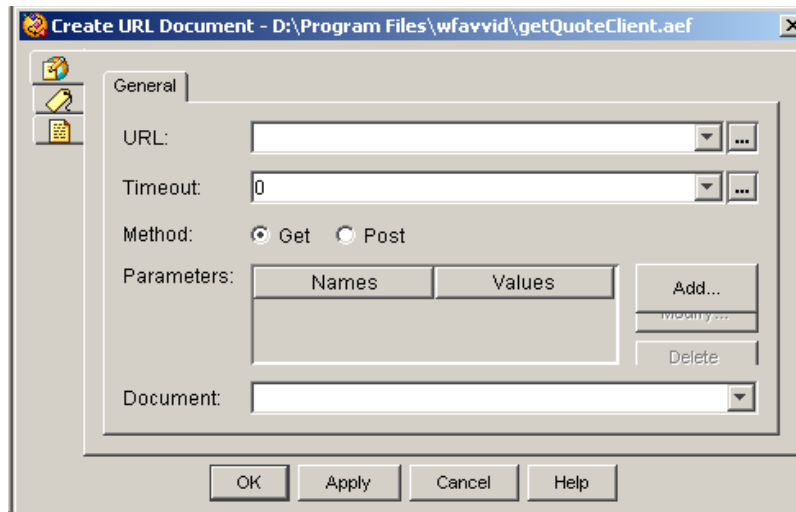 Create URL Document - D:\Program Files\wfavvid\getQuoteClient.aef
General
URL:
...
Timeout: 0
...
Method: Get Post
Parameters: Names Values Add...
Modify...
Delete
Document:
OK Apply Cancel Help